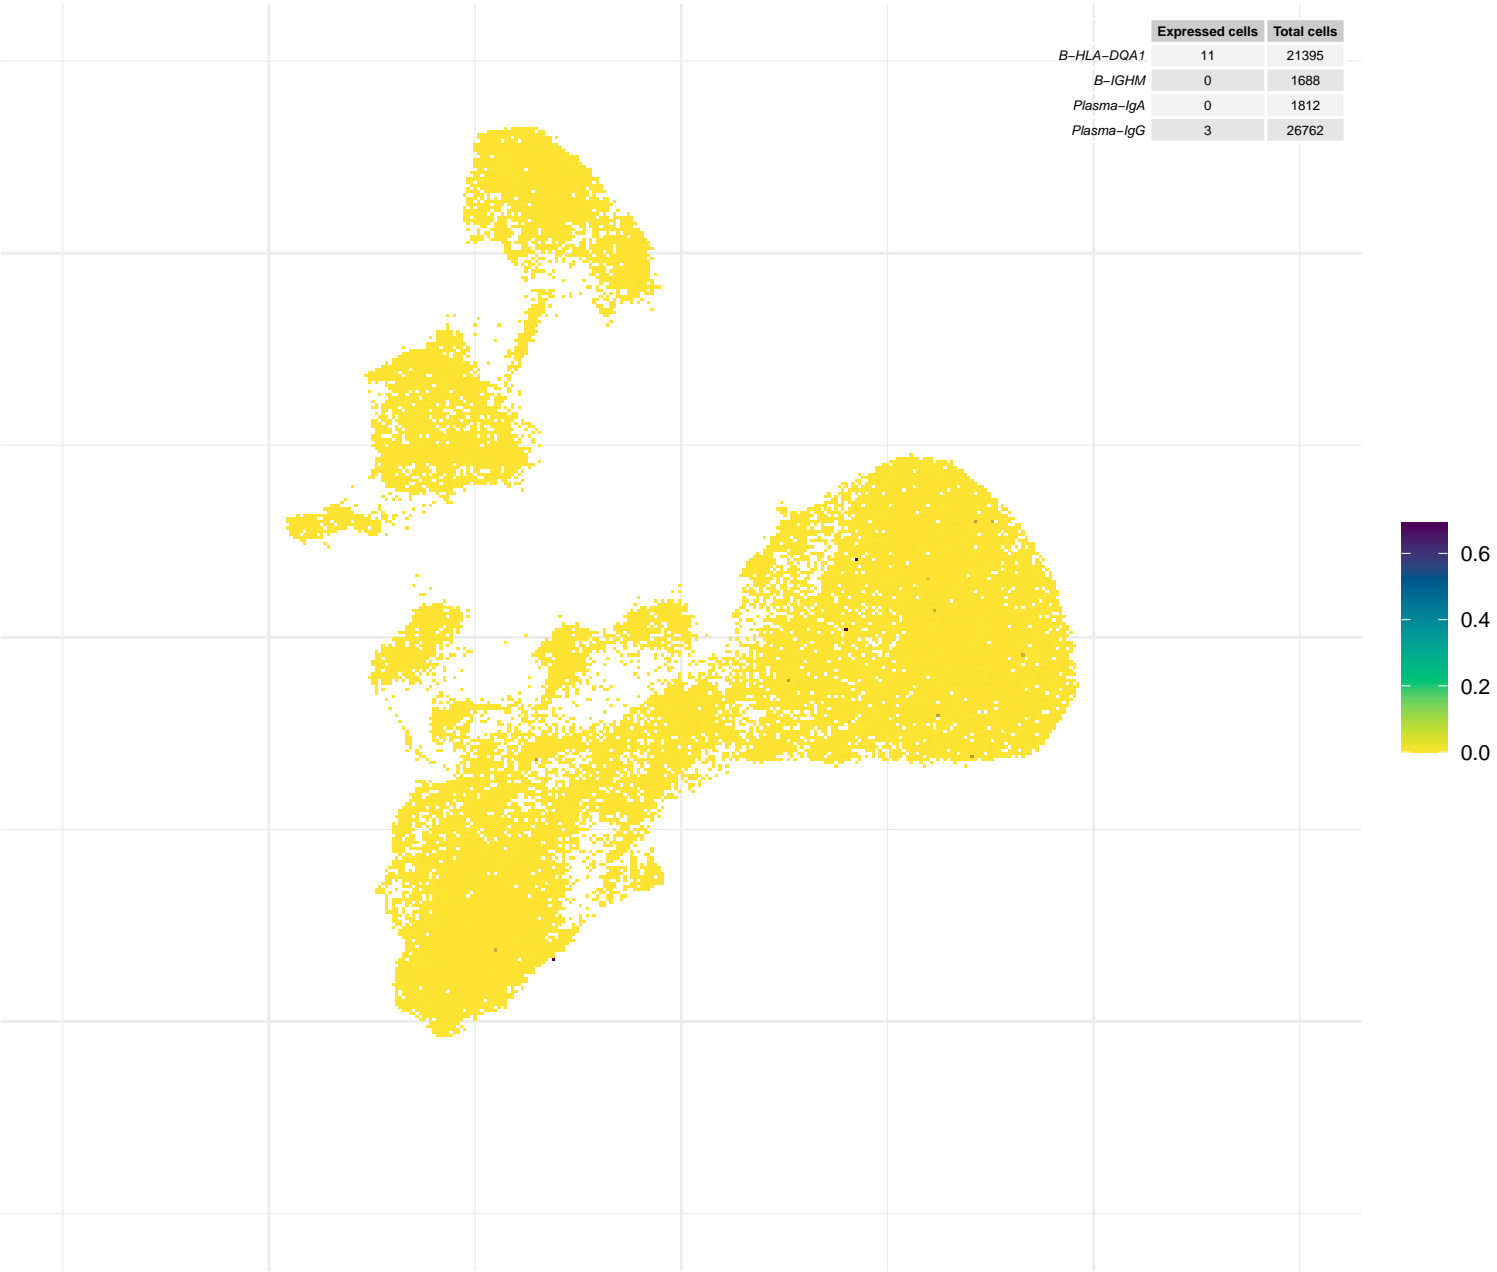 Expressed cells Total cells
B−HLA−DQA1 11 21395
B−IGHM 0 1688
Plasma−IgA 0 1812
Plasma−IgG 3 26762
0.6
0.4
0.2
0.0